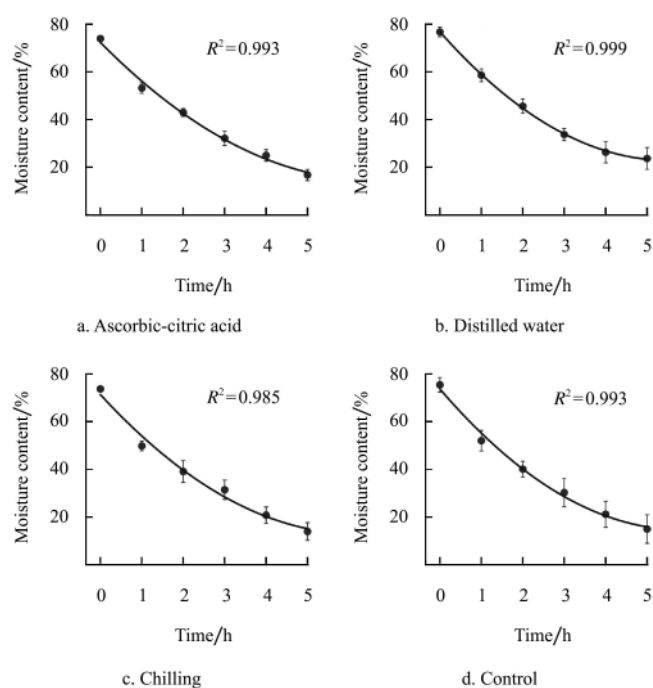 80
60
40
20
Moisture content/%
R²=0.993
0 1 2 3 4 5
Time/h
a. Ascorbic-citric acid
80
60
40
20
Moisture content/%
R²=0.999
0 1 2 3 4 5
Time/h
b. Distilled water
80
60
40
20
Moisture content/%
R²=0.985
0 1 2 3 4 5
Time/h
c. Chilling
80
60
40
20
Moisture content/%
R²=0.993
0 1 2 3 4 5
Time/h
d. Control